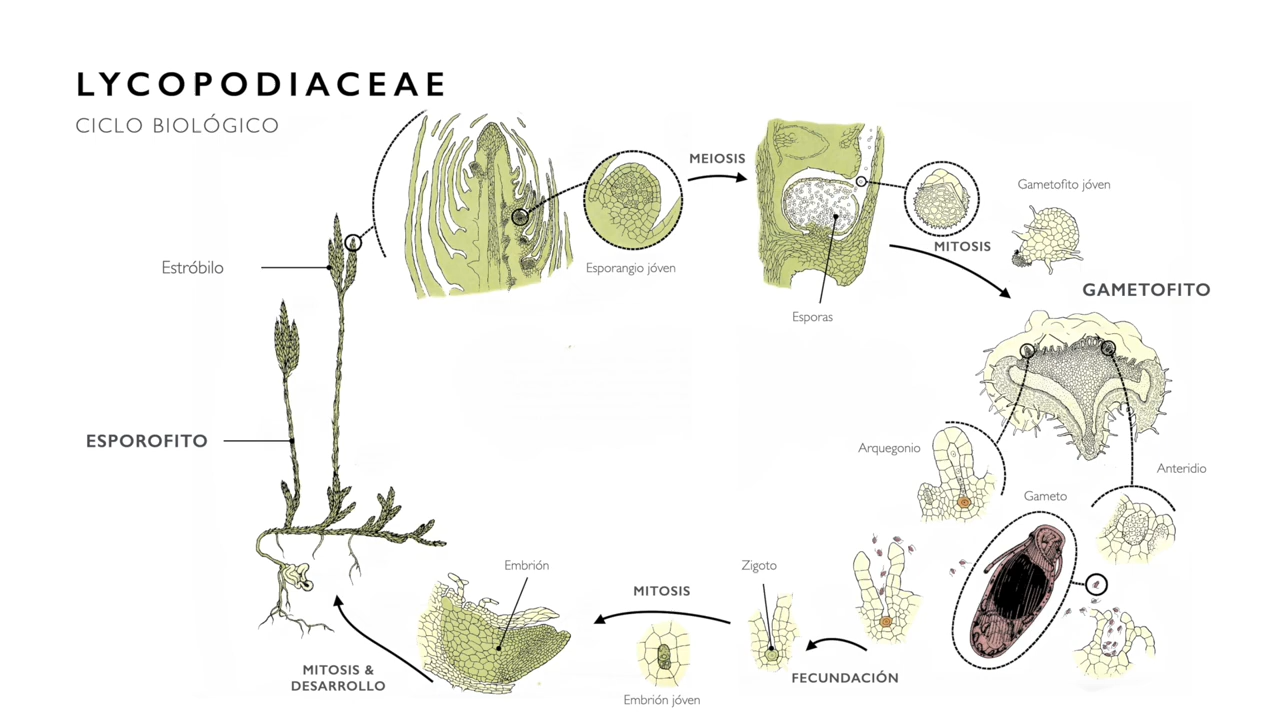 LYCOPODIACEAE
CICLO BIOLÓGICO
MEIOSIS
Gametofito jóven
MITOSIS
Estróbilo
Esporangio jóven
GAMETOFITO
Esporas
ESPOROFITO
Arquegonio
Anteridio
Gameto
Embrión
Zigoto
MITOSIS
MITOSIS &
DESARROLLO
FECUNDACIÓN
Embrión jóven